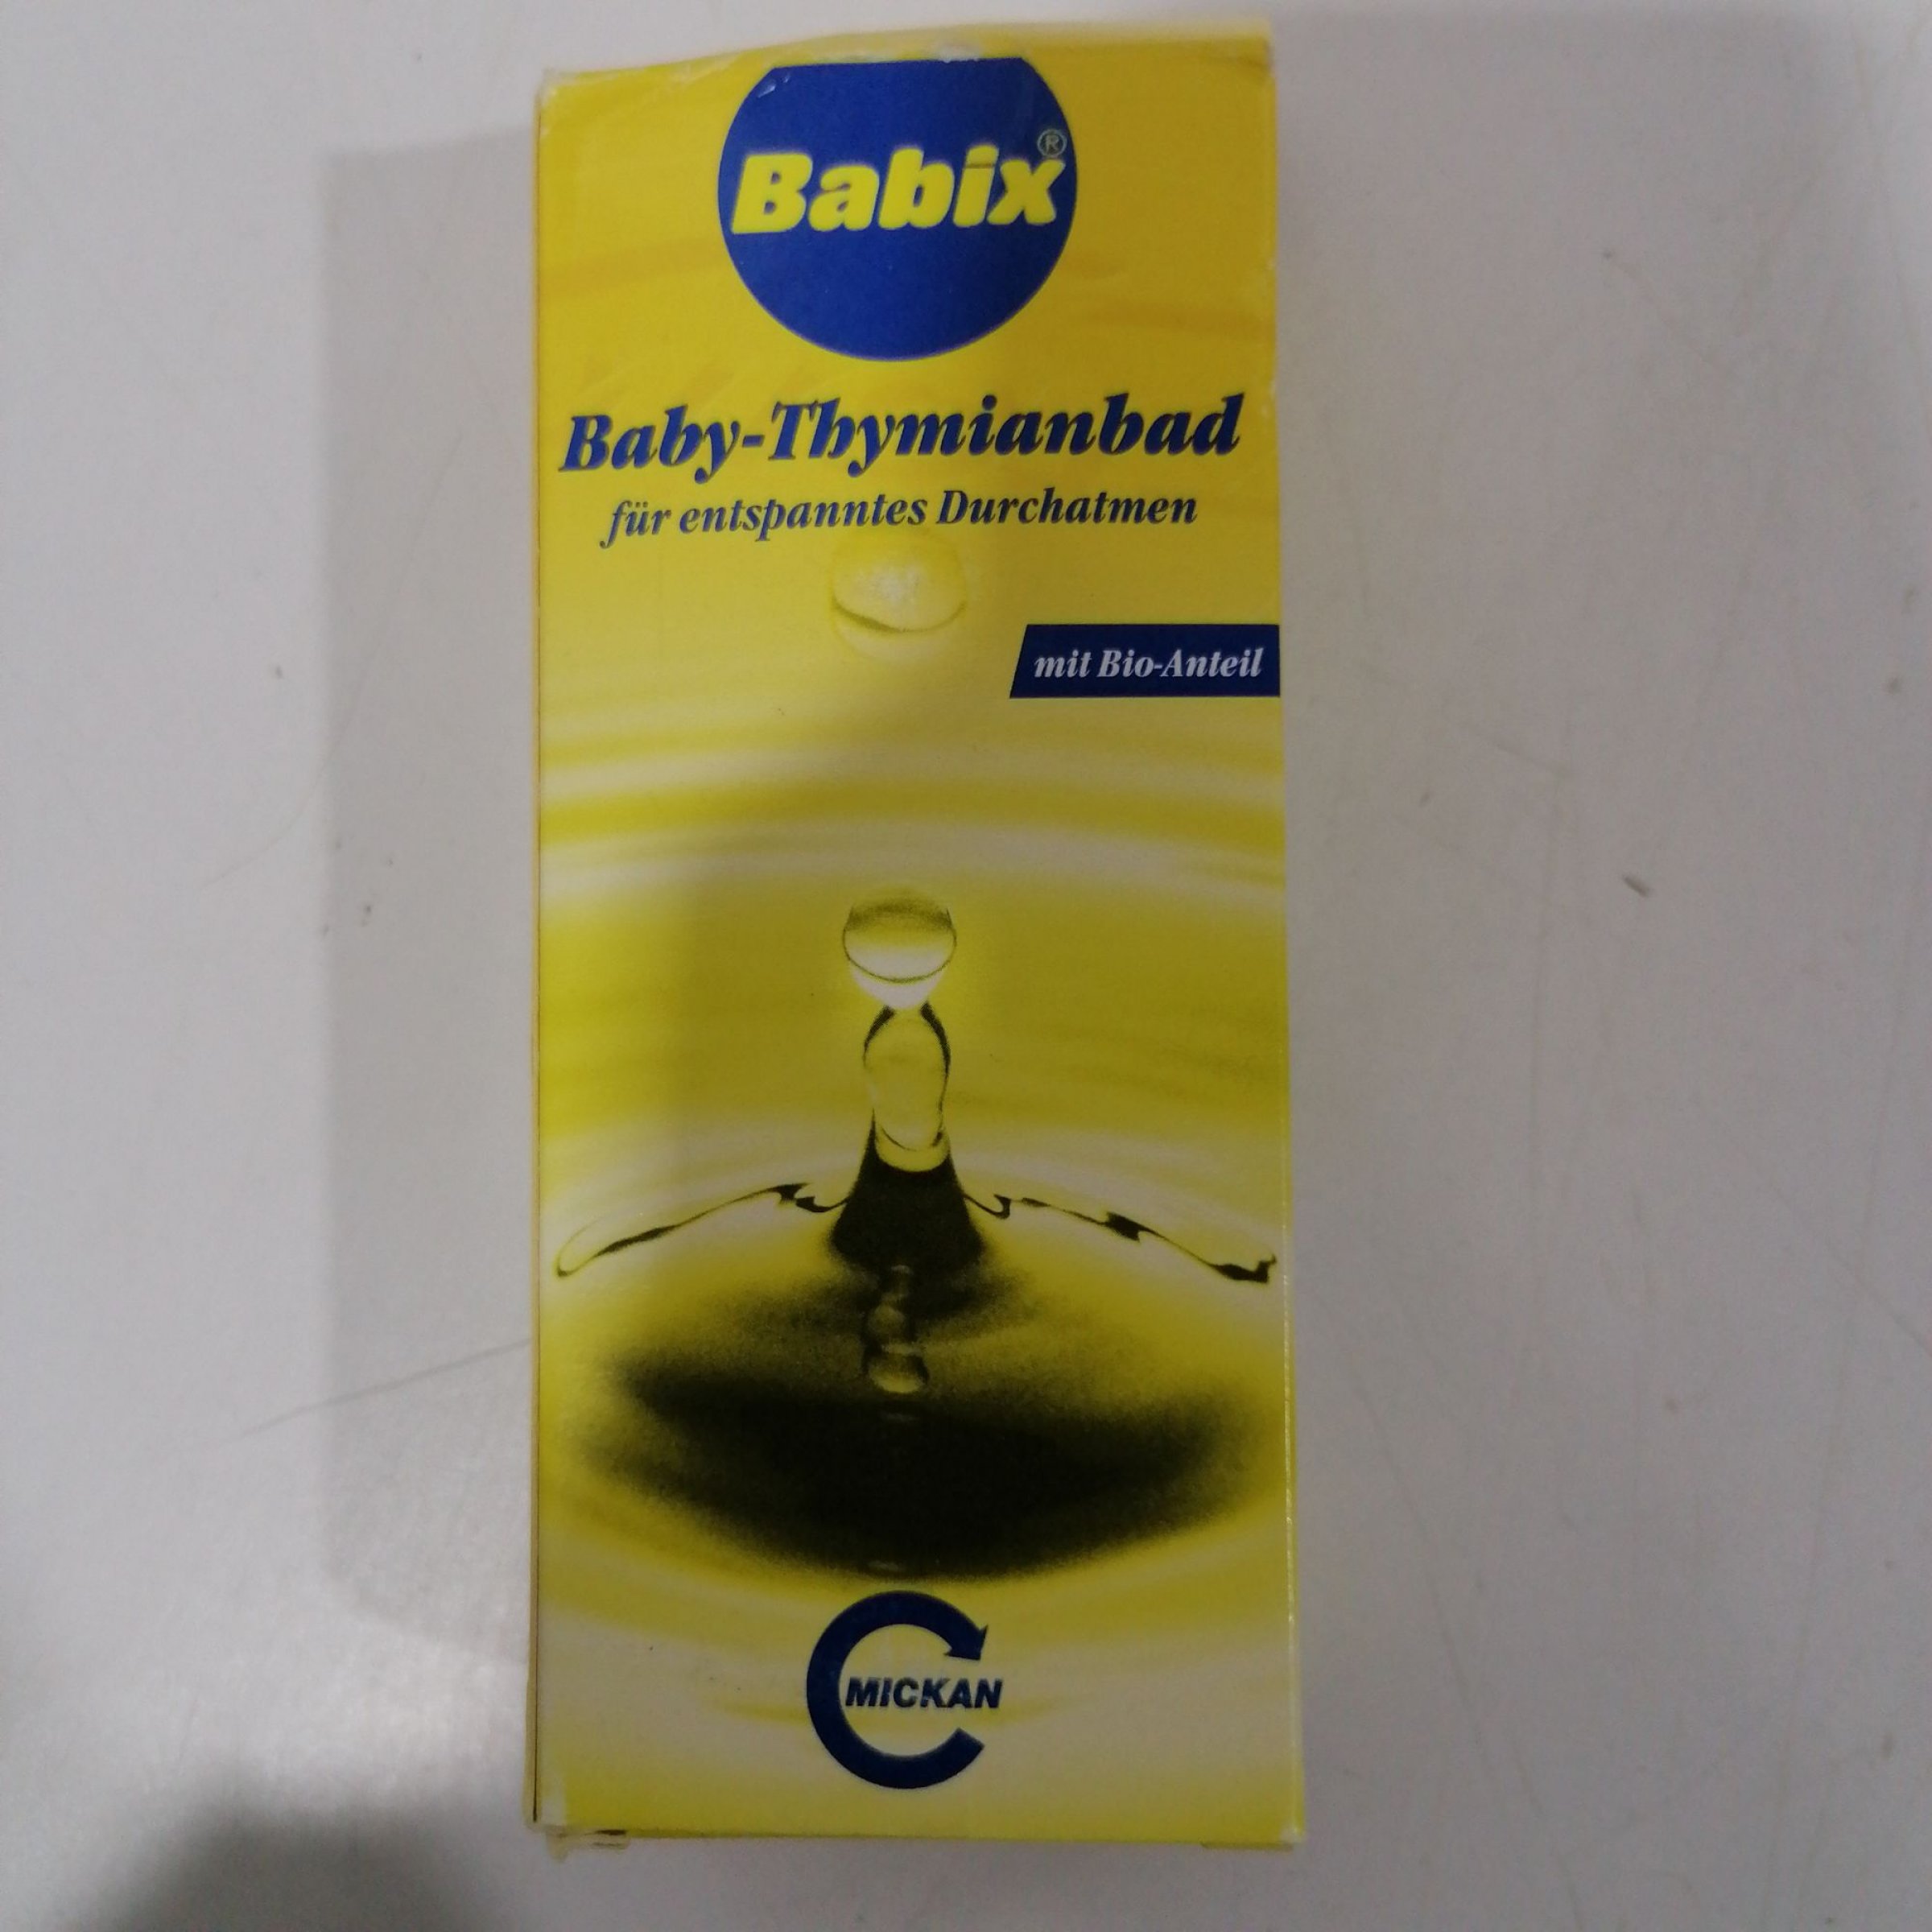 Babix®
Baby-Thymianbad
für entspanntes Durchatmen
mit Bio-Anteil
MICKAN